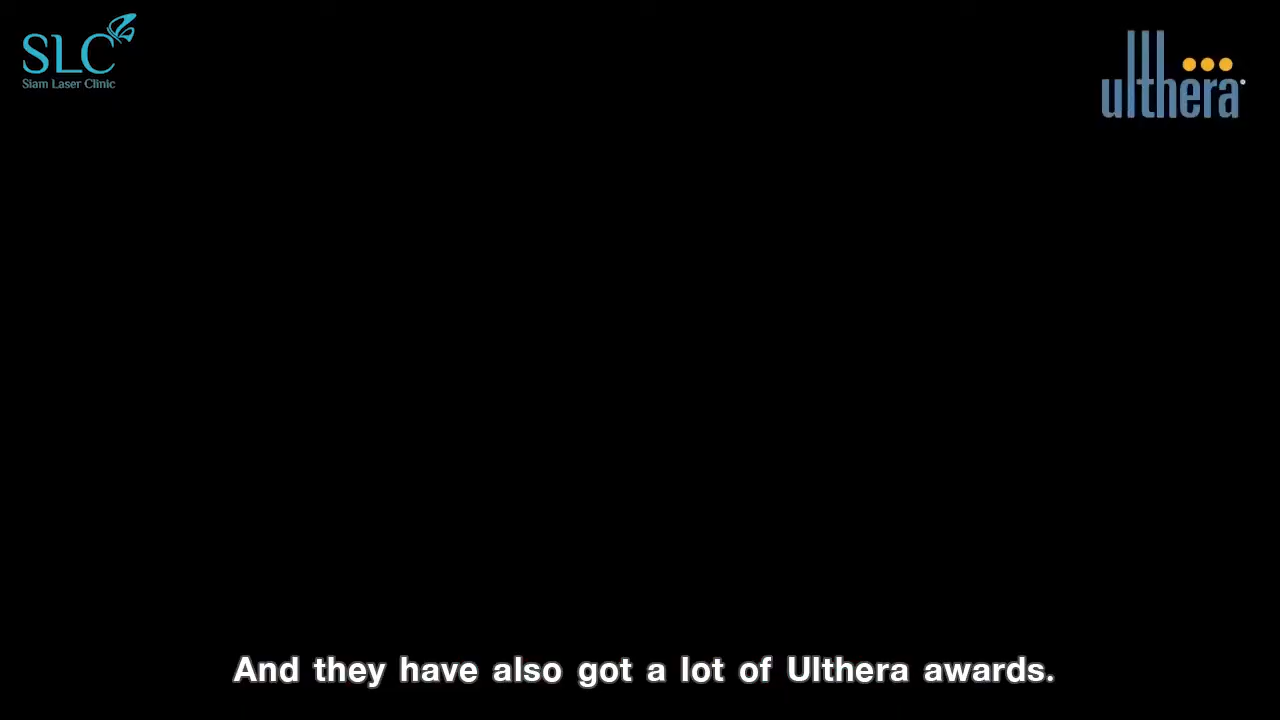 SLC
Siam Laser Clinic
ulthera
And they have also got a lot of Ulthera awards.